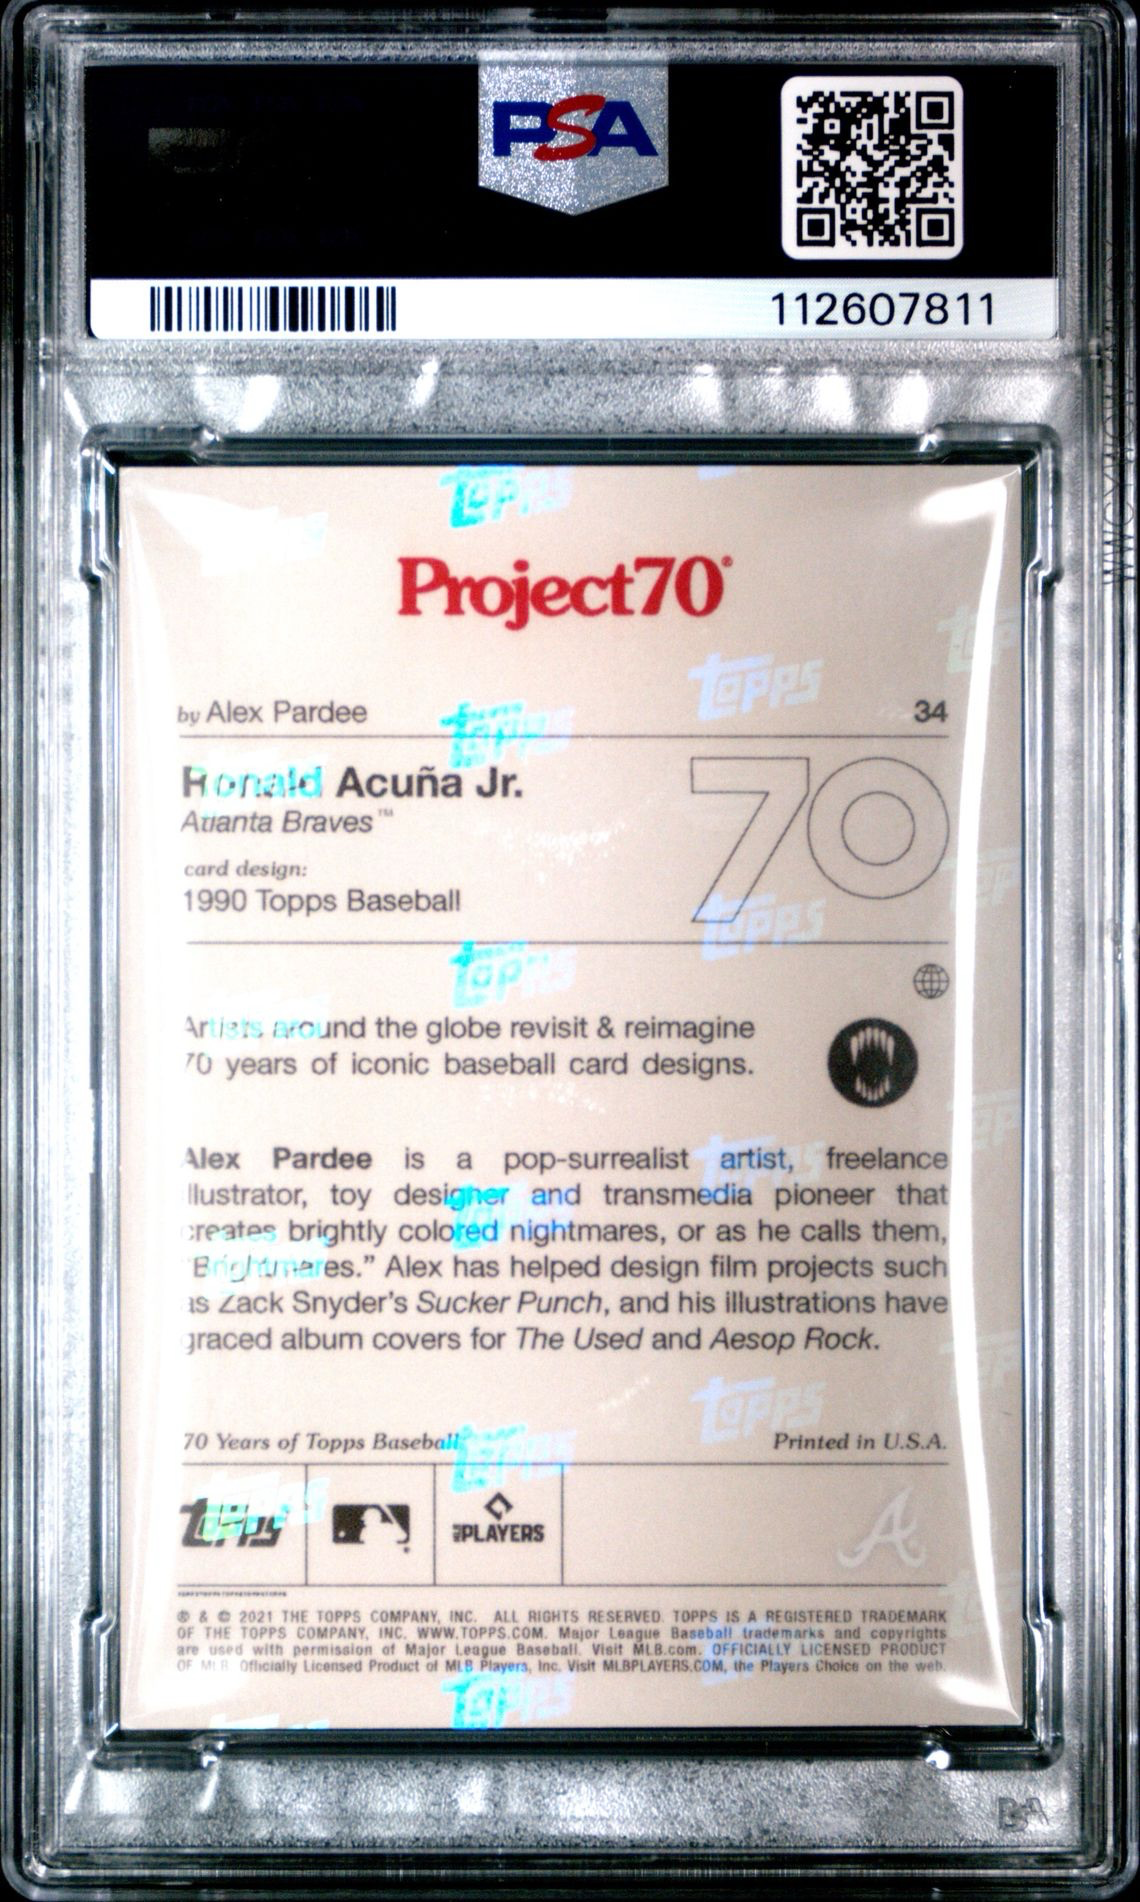 PSA
112607811
Project70®
by Alex Pardee 34
Ronald Acuña Jr.
Atlanta Braves™
card design:
1990 Topps Baseball
70
Artists around the globe revisit & reimagine
70 years of iconic baseball card designs.
Alex Pardee is a pop-surrealist artist, freelance
illustrator, toy designer and transmedia pioneer that
creates brightly colored nightmares, or as he calls them,
"Brightmares.” Alex has helped design film projects such
as Zack Snyder’s Sucker Punch, and his illustrations have
graced album covers for The Used and Aesop Rock.
70 Years of Topps Baseball Printed in U.S.A.
Topps PLAYERS A
® & © 2021 THE TOPPS COMPANY, INC. ALL RIGHTS RESERVED. TOPPS IS A REGISTERED TRADEMARK
OF THE TOPPS COMPANY, INC. WWW.TOPPS.COM. Major League Baseball trademarks and copyrights
are used with permission of Major League Baseball. Visit MLB.com. OFFICIALLY LICENSED PRODUCT
OF MLB Officially Licensed Product of MLB Players, Inc. Visit MLBPLAYERS.COM, the Players Choice on the web.